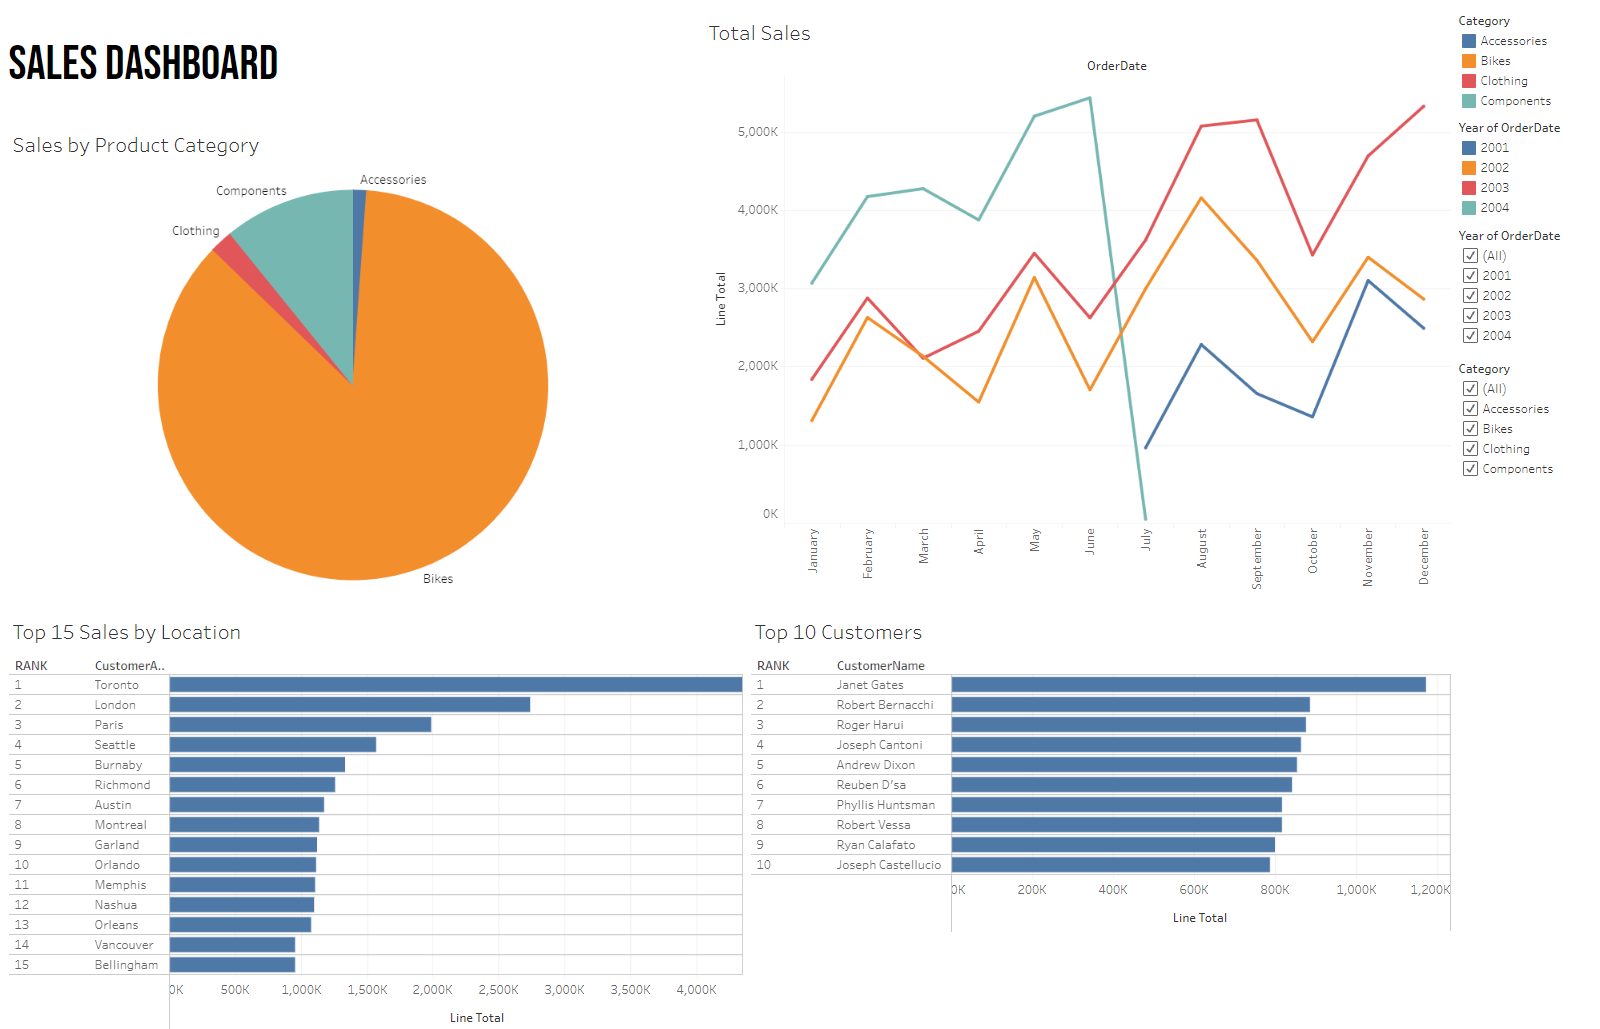 SALES DASHBOARD
Sales by Product Category
Accessories
Components
Clothing
Bikes
Total Sales
OrderDate
Line Total
5,000K
4,000K
3,000K
2,000K
1,000K
0K
January
February
March
April
May
June
July
August
September
October
November
December
Category
Accessories
Bikes
Clothing
Components
Year of OrderDate
2001
2002
2003
2004
Year of OrderDate
(All)
2001
2002
2003
2004
Category
(All)
Accessories
Bikes
Clothing
Components
Top 15 Sales by Location
RANK CustomerA..
1 Toronto
2 London
3 Paris
4 Seattle
5 Burnaby
6 Richmond
7 Austin
8 Montreal
9 Garland
10 Orlando
11 Memphis
12 Nashua
13 Orleans
14 Vancouver
15 Bellingham
0K 500K 1,000K 1,500K 2,000K 2,500K 3,000K 3,500K 4,000K
Line Total
Top 10 Customers
RANK CustomerName
1 Janet Gates
2 Robert Bernacchi
3 Roger Harui
4 Joseph Cantoni
5 Andrew Dixon
6 Reuben D'sa
7 Phyllis Huntsman
8 Robert Vessa
9 Ryan Calafato
10 Joseph Castellucio
0K 200K 400K 600K 800K 1,000K 1,200K
Line Total